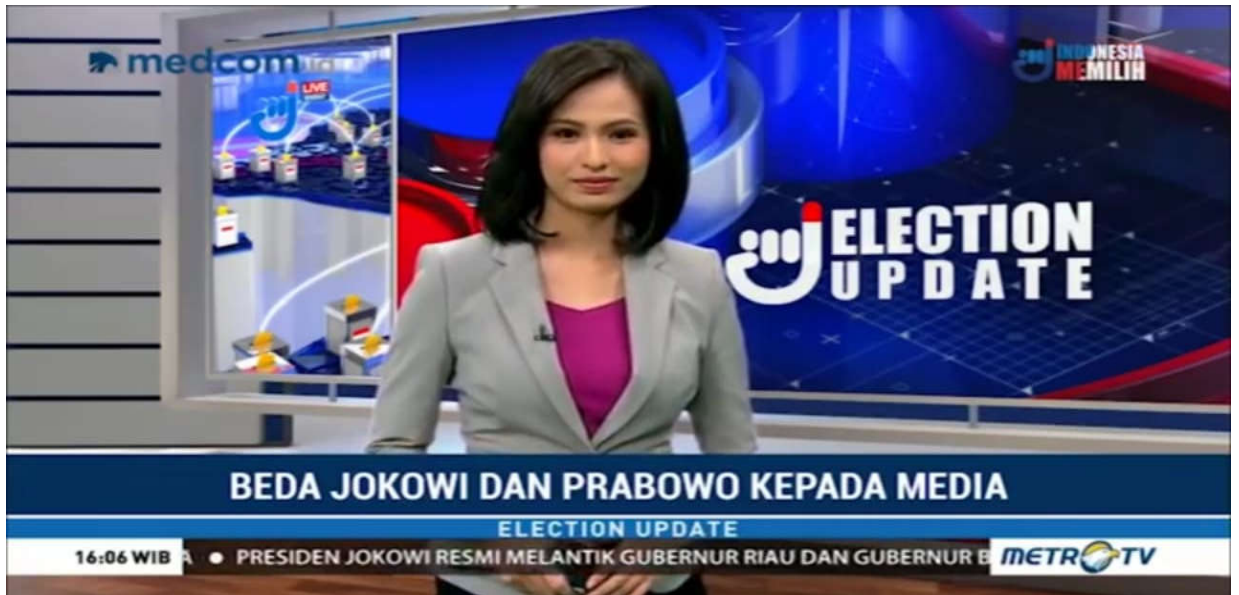 medcom.id
LIVE
INDONESIA
MEMILIH
ELECTION
UPDATE
BEDA JOKOWI DAN PRABOWO KEPADA MEDIA
ELECTION UPDATE
16:06 WIB
A ● PRESIDEN JOKOWI RESMI MELANTIK GUBERNUR RIAU DAN GUBERNUR B
METRO TV